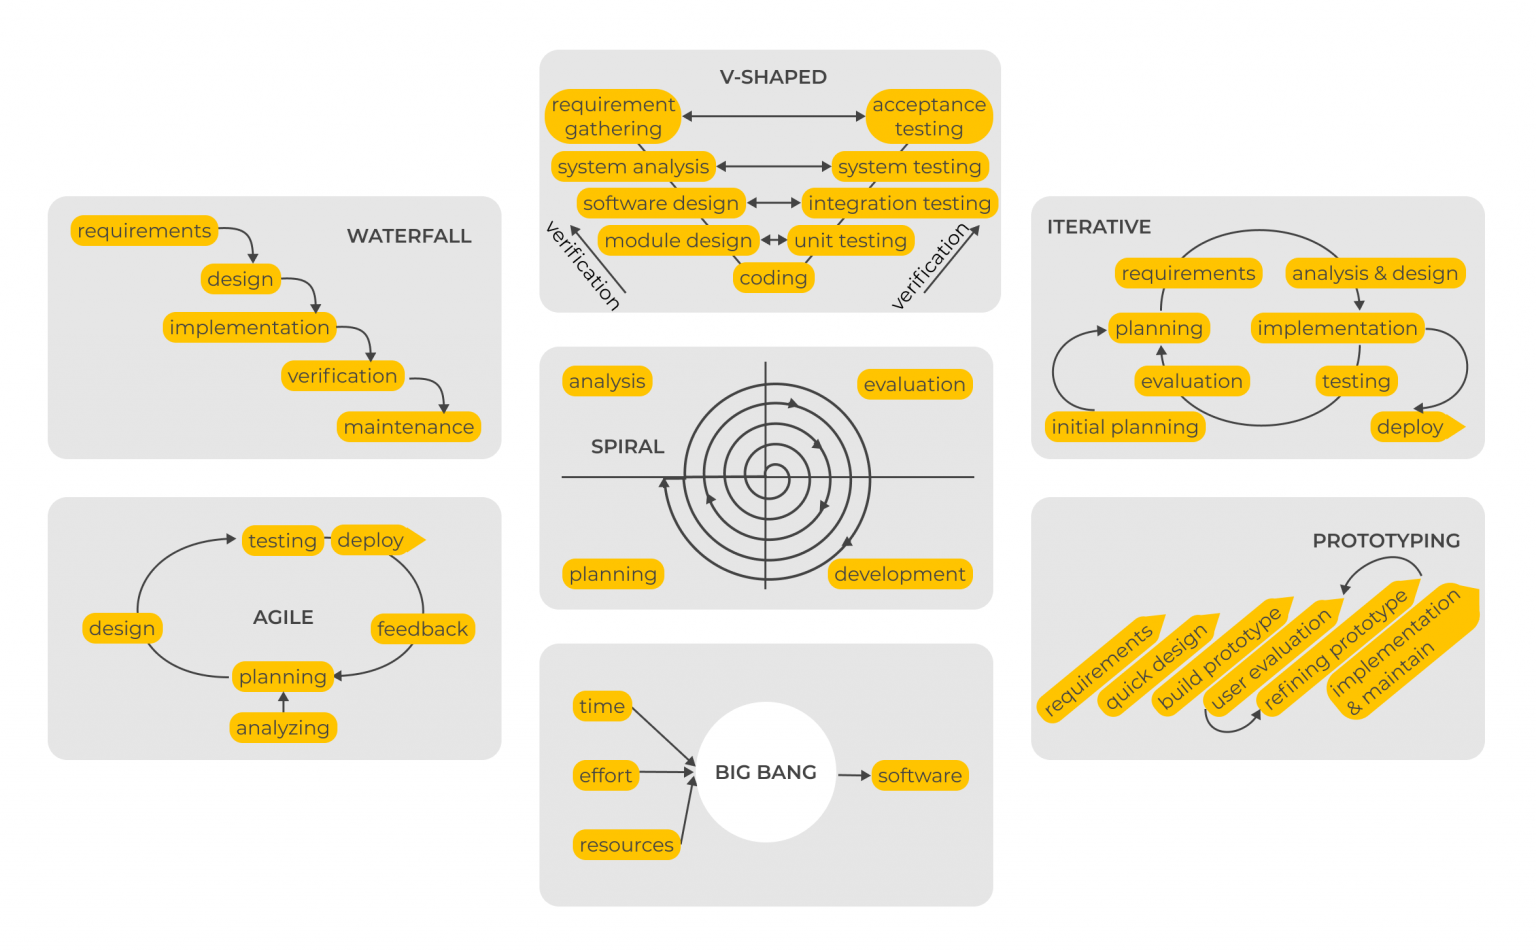 V-SHAPED
requirement
gathering
acceptance
testing
system analysis
system testing
software design
integration testing
module design
unit testing
coding
verification
verification
WATERFALL
requirements
design
implementation
verification
maintenance
ITERATIVE
requirements
analysis & design
planning
implementation
evaluation
testing
initial planning
deploy
SPIRAL
analysis
evaluation
planning
development
AGILE
testing
deploy
design
feedback
planning
analyzing
PROTOTYPING
requirements
quick design
build prototype
user evaluation
refining prototype
implementation
& maintain
BIG BANG
time
effort
resources
software